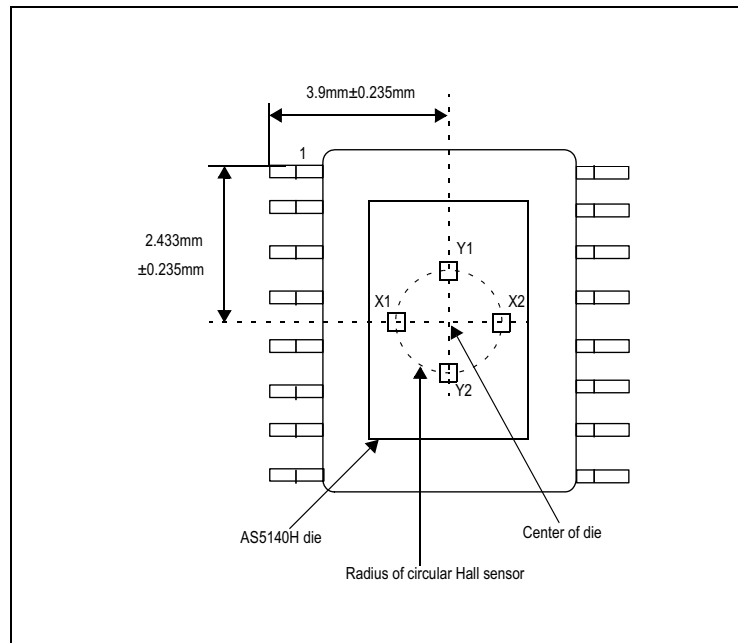 3.9mm±0.235mm
1
2.433mm
±0.235mm
Y1
X1
X2
Y2
AS5140H die
Center of die
Radius of circular Hall sensor